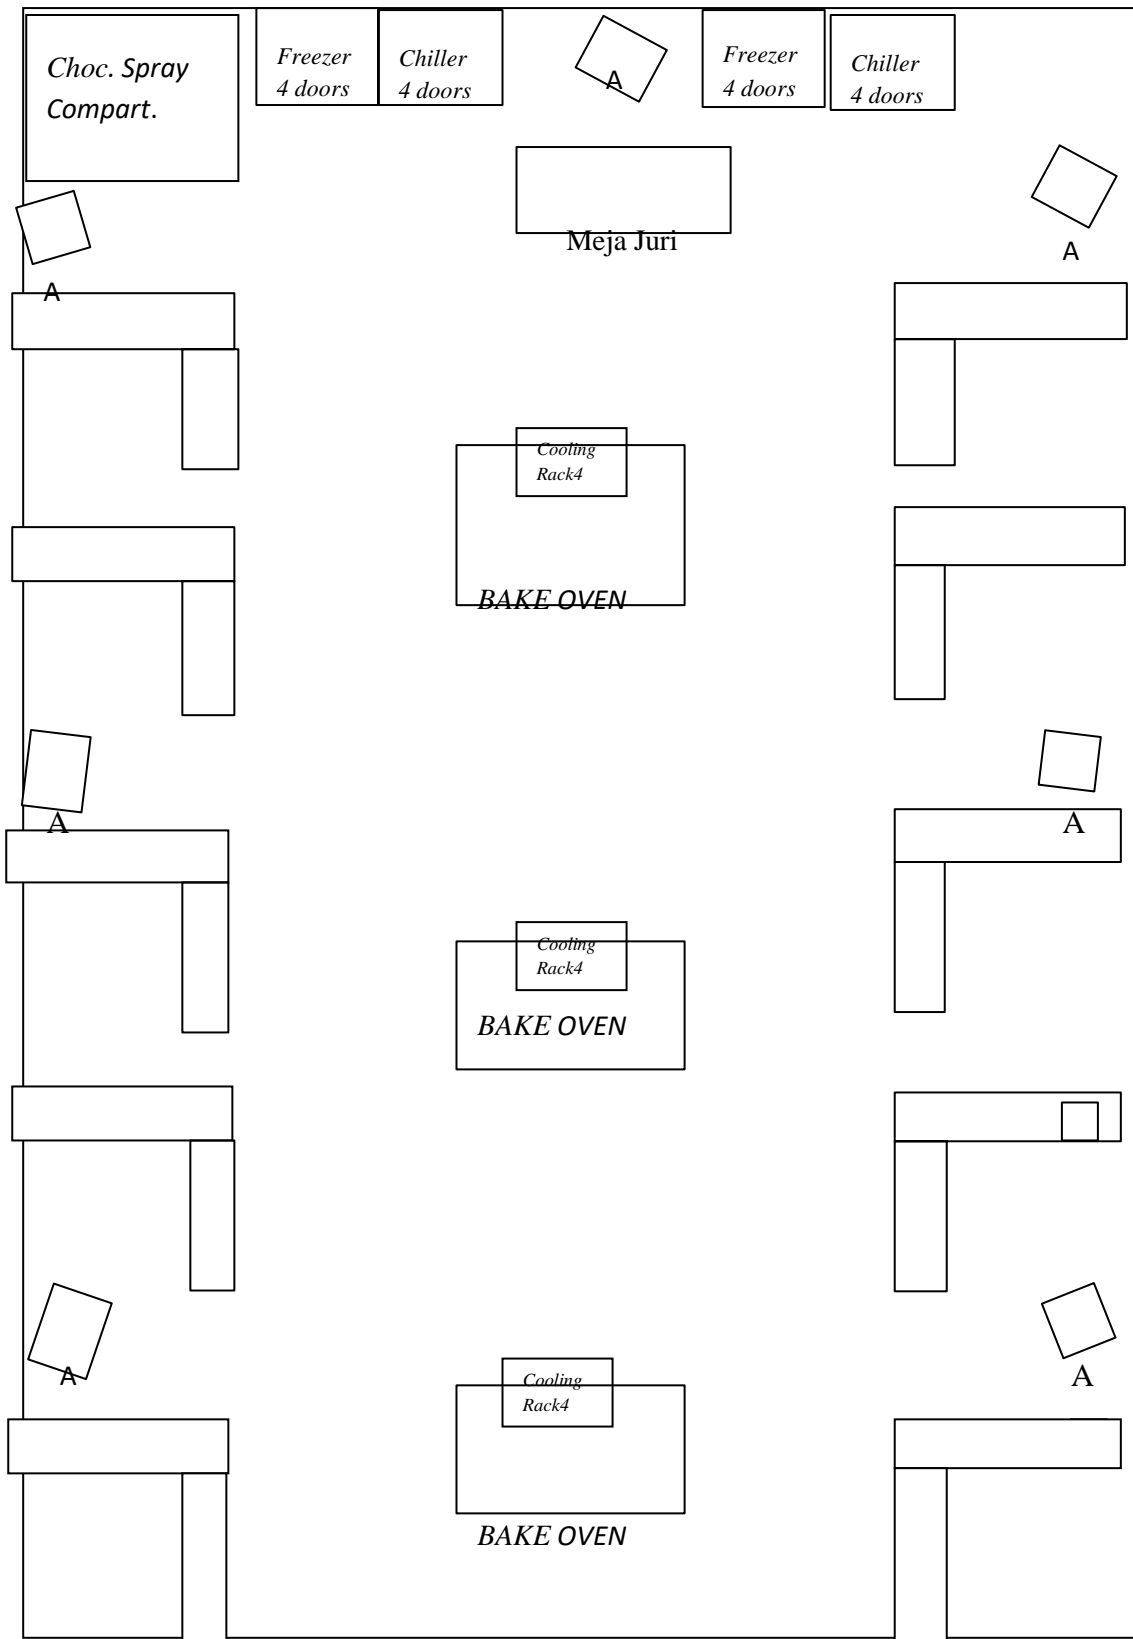 Choc. Spray
Compart.
Freezer
4 doors
Chiller
4 doors
A
Freezer
4 doors
Chiller
4 doors
Meja Juri
A
A
Cooling
Rack4
BAKE OVEN
A
A
Cooling
Rack4
BAKE OVEN
A
A
Cooling
Rack4
BAKE OVEN